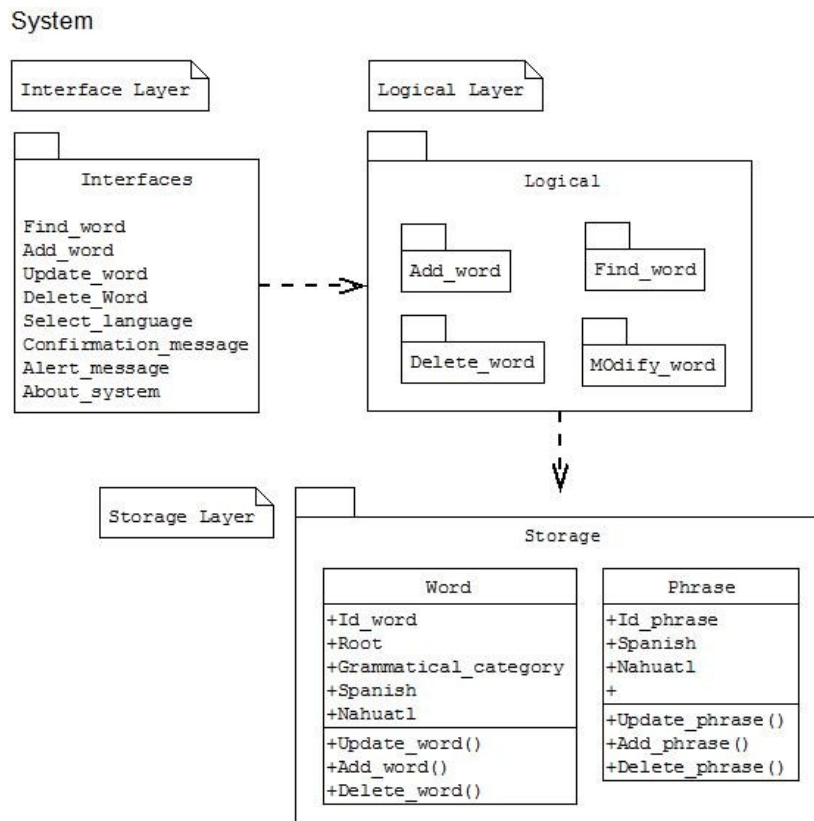 System
Interface Layer
Logical Layer
Interfaces
Find_word
Add_word
Update_word
Delete_Word
Select_language
Confirmation_message
Alert_message
About_system
Logical
Add_word
Find_word
Delete_word
MOdify_word
Storage Layer
Storage
Word
+Id_word
+Root
+Grammatical_category
+Spanish
+Nahuatl
+Update_word()
+Add_word()
+Delete_word()
Phrase
+Id_phrase
+Spanish
+Nahuatl
+
+Update_phrase()
+Add_phrase()
+Delete_phrase()